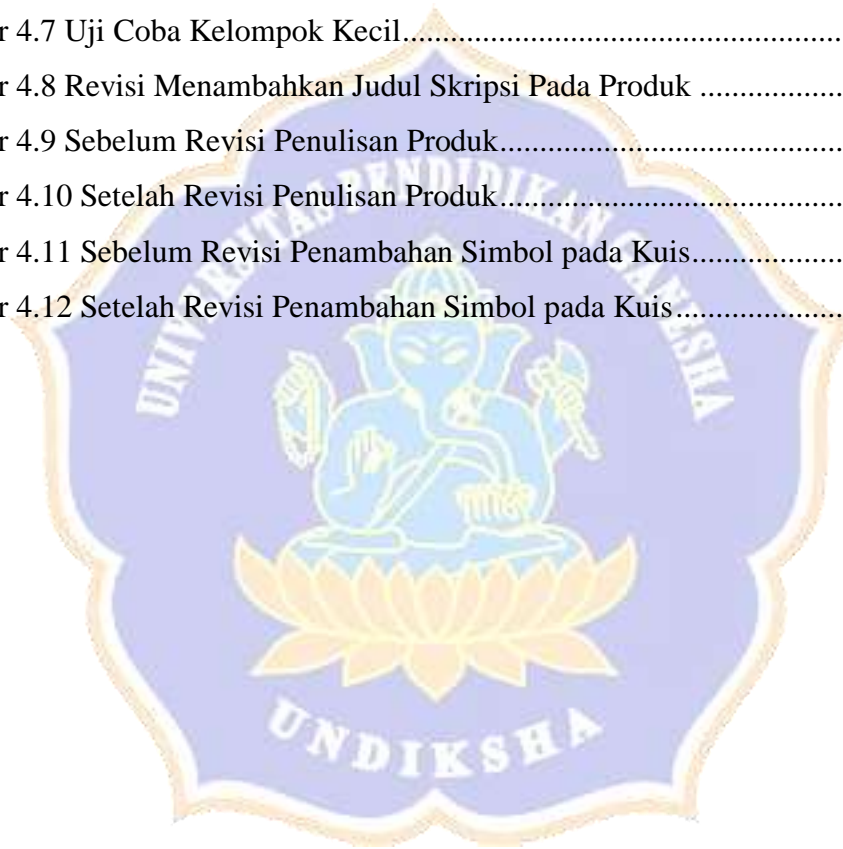 r 4.7 Uji Coba Kelompok Kecil.............................................................
r 4.8 Revisi Menambahkan Judul Skripsi Pada Produk ..................
r 4.9 Sebelum Revisi Penulisan Produk...........................................
r 4.10 Setelah Revisi Penulisan Produk...........................................
r 4.11 Sebelum Revisi Penambahan Simbol pada Kuis...................
r 4.12 Setelah Revisi Penambahan Simbol pada Kuis.....................
UNIVERSITAS PENDIDIKAN GANESHA
UNDIKSHA